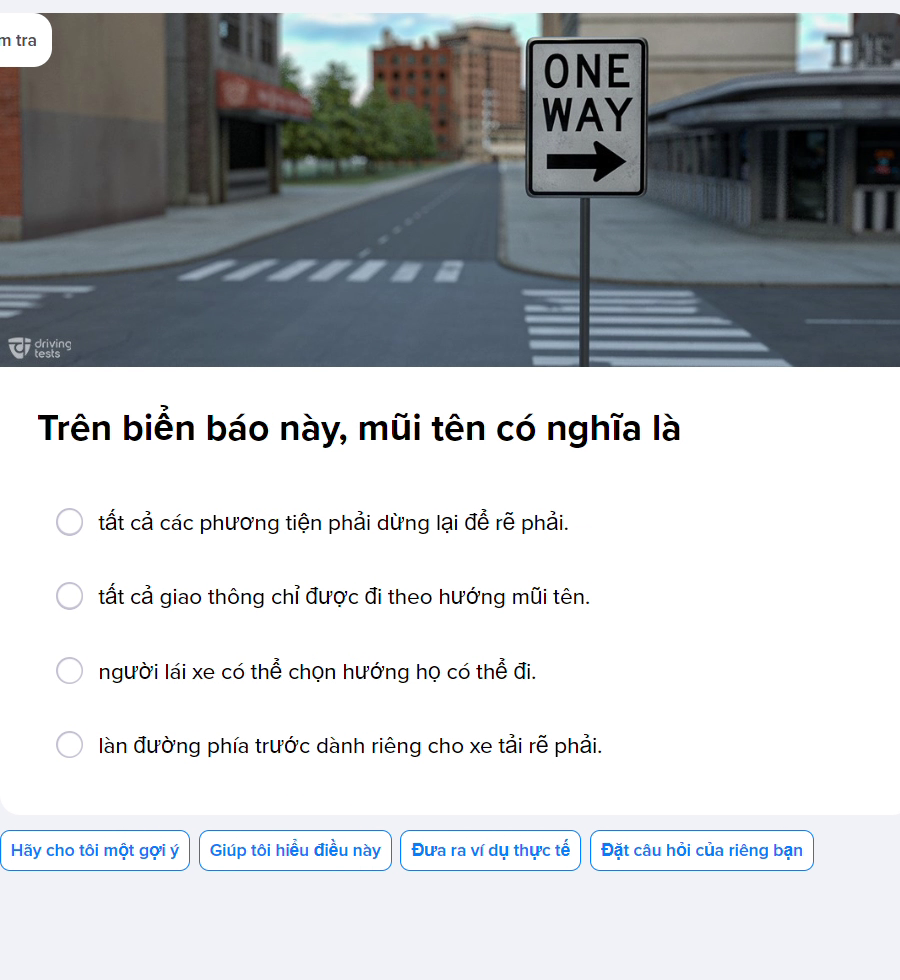 m tra
ONE
WAY
driving
tests
Trên biển báo này, mũi tên có nghĩa là
tất cả các phương tiện phải dừng lại để rẽ phải.
tất cả giao thông chỉ được đi theo hướng mũi tên.
người lái xe có thể chọn hướng họ có thể đi.
làn đường phía trước dành riêng cho xe tải rẽ phải.
Hãy cho tôi một gợi ý
Giúp tôi hiểu điều này
Đưa ra ví dụ thực tế
Đặt câu hỏi của riêng bạn